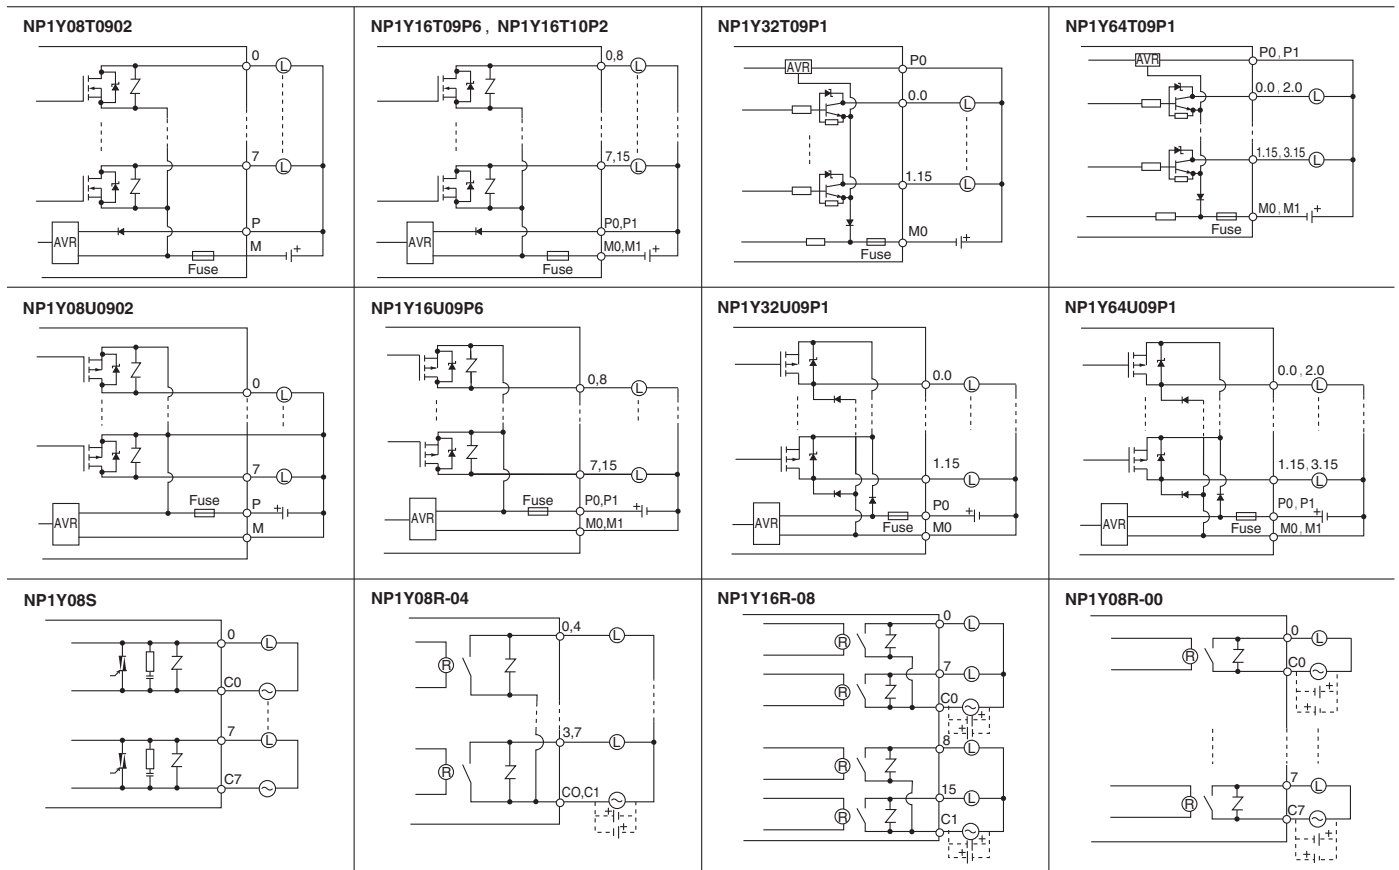 NP1Y08T0902
0
L
7
L
P
AVR
M
+
Fuse
NP1Y16T09P6 , NP1Y16T10P2
0,8
L
7,15
L
P0,P1
AVR
M0,M1
+
Fuse
NP1Y32T09P1
AVR
P0
0.0
L
1.15
L
M0
+
Fuse
NP1Y64T09P1
AVR
P0, P1
0.0, 2.0
L
1.15, 3.15
L
M0, M1
+
Fuse
NP1Y08U0902
0
L
7
L
Fuse
P
+
AVR
M
NP1Y16U09P6
0,8
L
7,15
L
Fuse
P0,P1
+
AVR
M0,M1
NP1Y32U09P1
0.0
L
1.15
L
P0
+
AVR
Fuse
M0
NP1Y64U09P1
0.0, 2.0
L
1.15, 3.15
L
P0, P1
+
AVR
Fuse
M0, M1
NP1Y08S
0
L
C0
7
L
C7
NP1Y08R-04
0,4
L
R
3,7
L
R
CO,C1
+
+
NP1Y16R-08
0
L
R
7
L
R
C0
+
+
8
L
R
15
L
R
C1
+
+
NP1Y08R-00
0
L
R
C0
+
+
7
L
R
C7
+
+